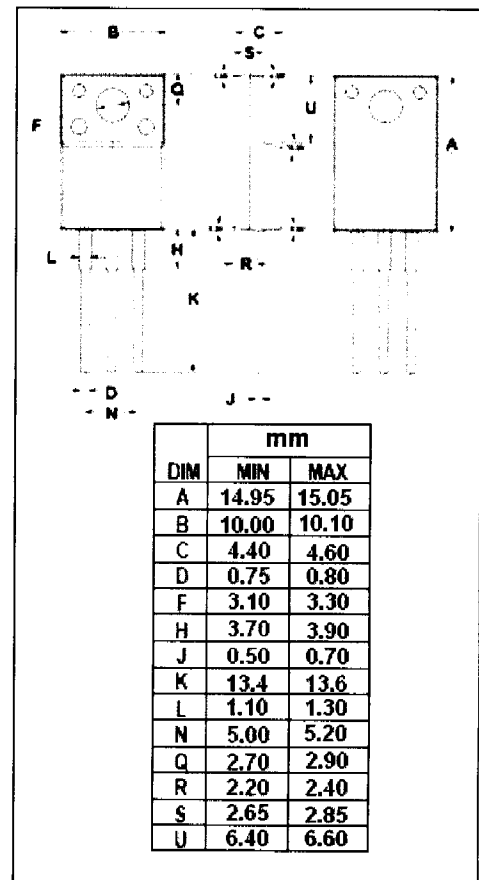 B
C
S
Q
U
F
A
L
H
R
K
D
J
N
mm
DIM MIN MAX
A 14.95 15.05
B 10.00 10.10
C 4.40 4.60
D 0.75 0.80
F 3.10 3.30
H 3.70 3.90
J 0.50 0.70
K 13.4 13.6
L 1.10 1.30
N 5.00 5.20
Q 2.70 2.90
R 2.20 2.40
S 2.65 2.85
U 6.40 6.60